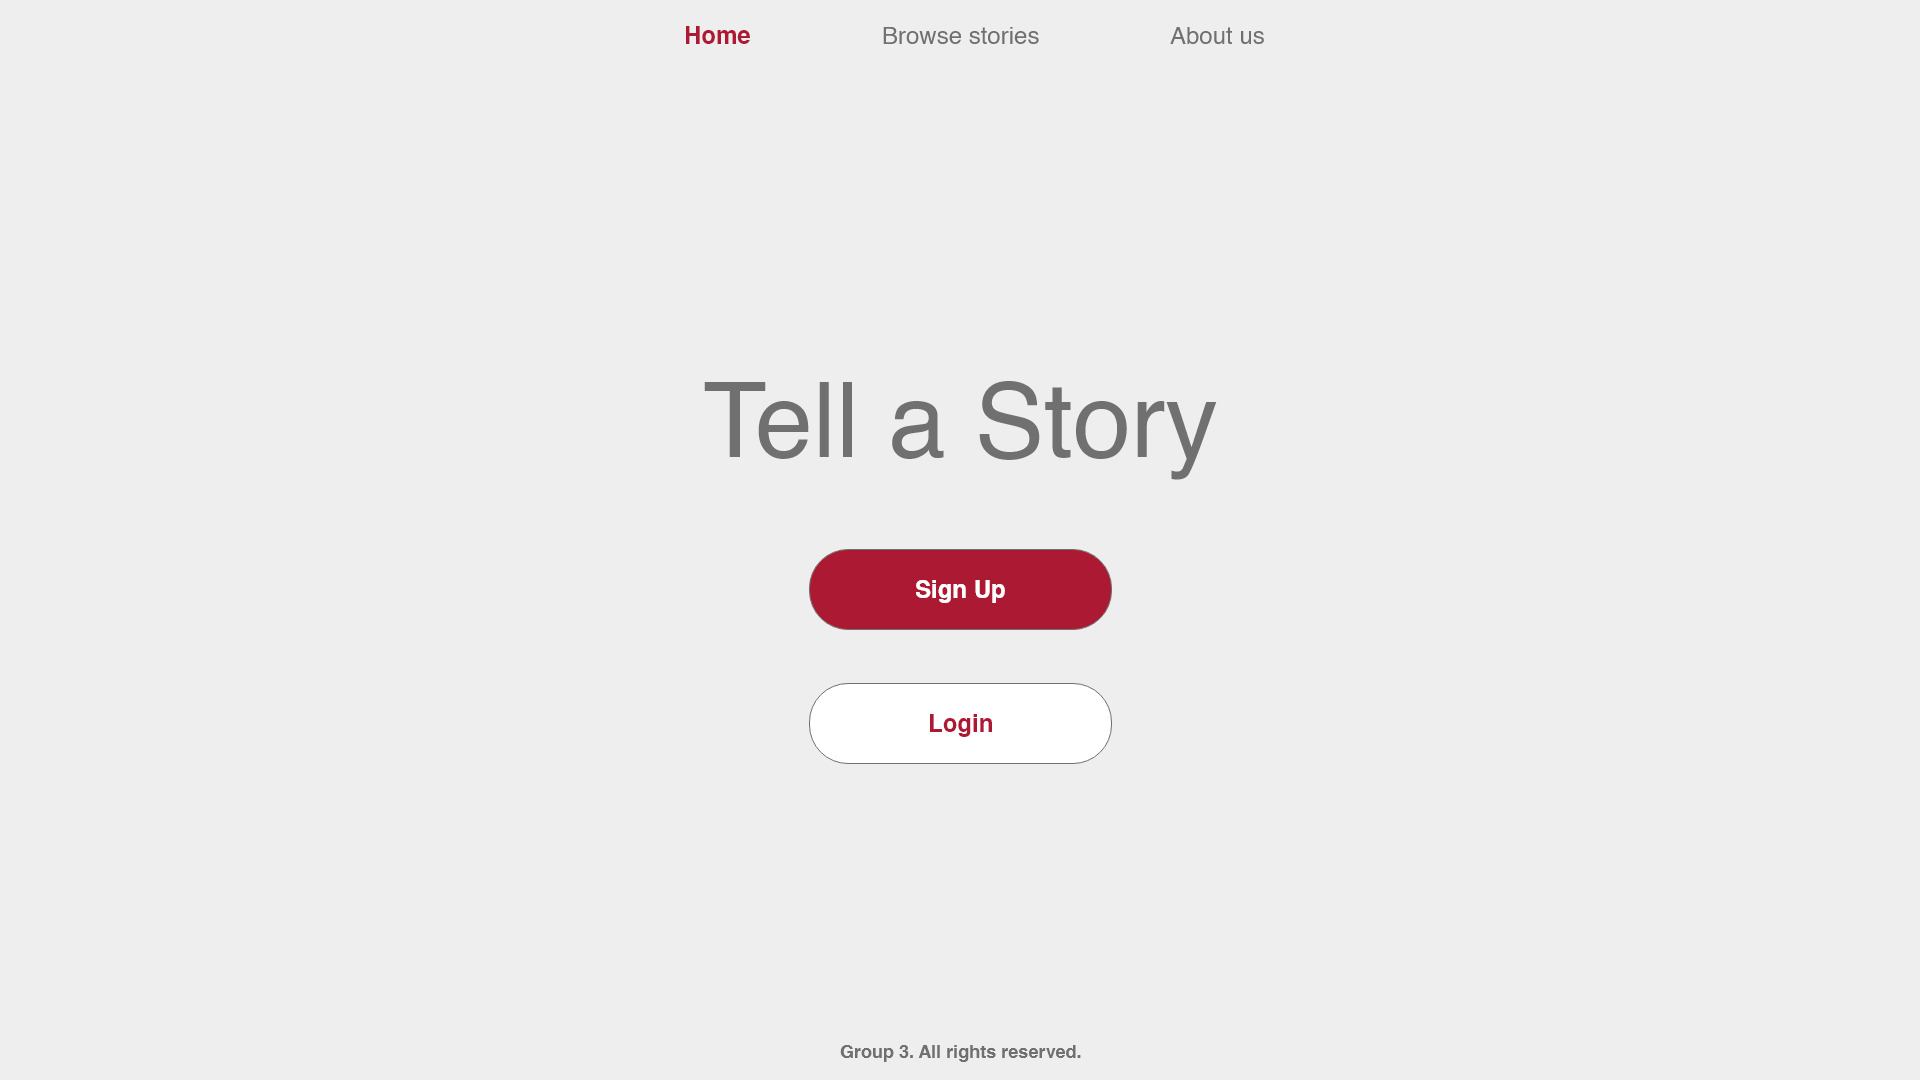 Home Browse stories About us
Tell a Story
Sign Up
Login
Group 3. All rights reserved.